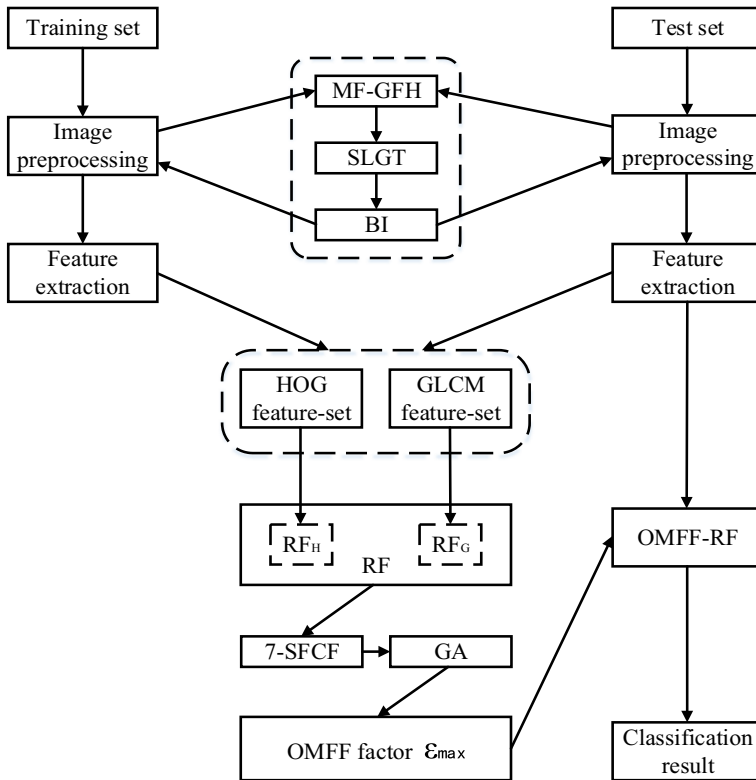 Training set
Test set
MF-GFH
Image
preprocessing
SLGT
Image
preprocessing
BI
Feature
extraction
Feature
extraction
HOG
feature-set
GLCM
feature-set
RFH
RFG
RF
OMFF-RF
7-SFCF
GA
OMFF factor εmax
Classification
result